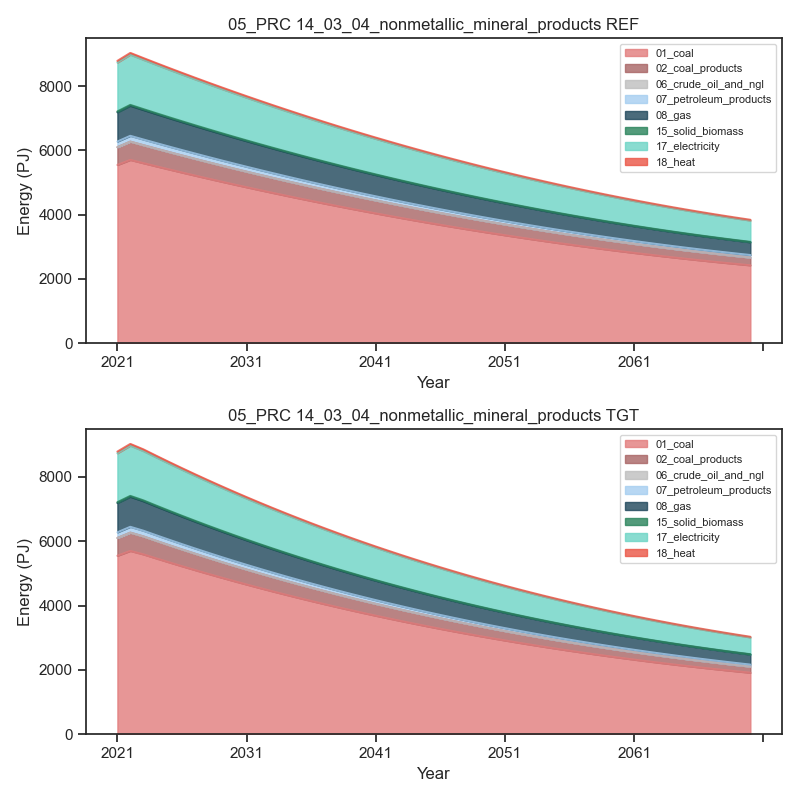 05_PRC 14_03_04_nonmetallic_mineral_products REF
Energy (PJ)
8000
6000
4000
2000
0
01_coal
02_coal_products
06_crude_oil_and_ngl
07_petroleum_products
08_gas
15_solid_biomass
17_electricity
18_heat
2021 2031 2041 2051 2061
Year
05_PRC 14_03_04_nonmetallic_mineral_products TGT
Energy (PJ)
8000
6000
4000
2000
0
01_coal
02_coal_products
06_crude_oil_and_ngl
07_petroleum_products
08_gas
15_solid_biomass
17_electricity
18_heat
2021 2031 2041 2051 2061
Year